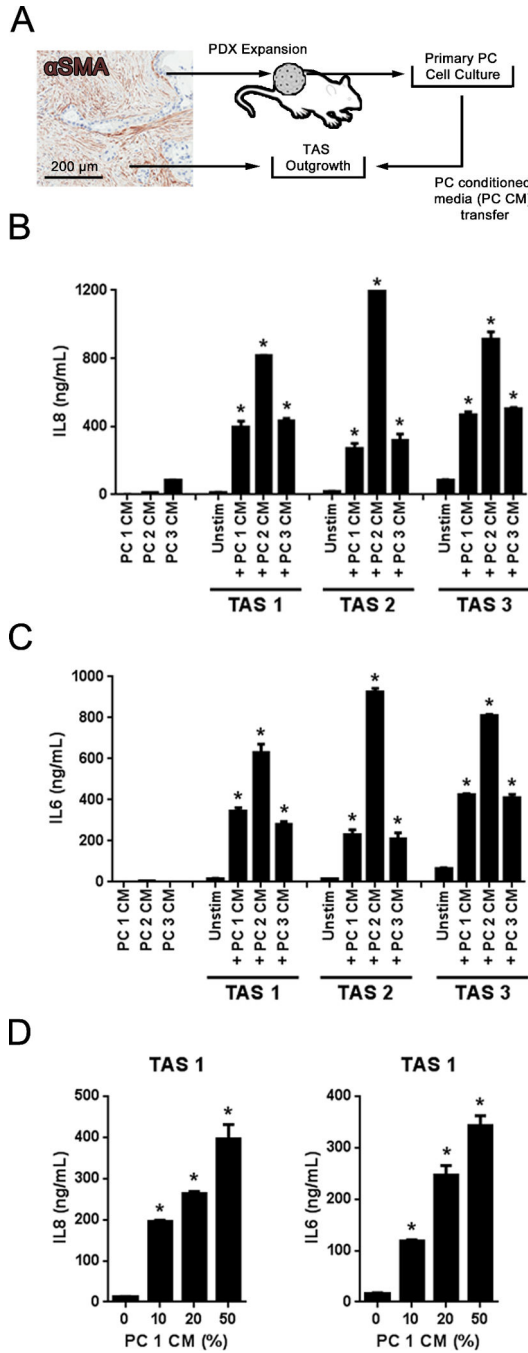 A
αSMA
200 μm
PDX Expansion
Primary PC
Cell Culture
TAS
Outgrowth
PC conditioned
media (PC CM)
transfer
B
IL8 (ng/mL)
1200
800
400
0
* * * * * * * * *
PC 1 CM
PC 2 CM
PC 3 CM
Unstim
+ PC 1 CM
+ PC 2 CM
+ PC 3 CM
Unstim
+ PC 1 CM
+ PC 2 CM
+ PC 3 CM
Unstim
+ PC 1 CM
+ PC 2 CM
+ PC 3 CM
TAS 1
TAS 2
TAS 3
C
IL6 (ng/mL)
1000
800
600
400
200
0
* * * * * * * * *
PC 1 CM
PC 2 CM
PC 3 CM
Unstim
+ PC 1 CM
+ PC 2 CM
+ PC 3 CM
Unstim
+ PC 1 CM
+ PC 2 CM
+ PC 3 CM
Unstim
+ PC 1 CM
+ PC 2 CM
+ PC 3 CM
TAS 1
TAS 2
TAS 3
D
TAS 1
IL8 (ng/mL)
500
400
300
200
100
0
* * *
0 10 20 50
PC 1 CM (%)
TAS 1
IL6 (ng/mL)
400
300
200
100
0
* * *
0 10 20 50
PC 1 CM (%)